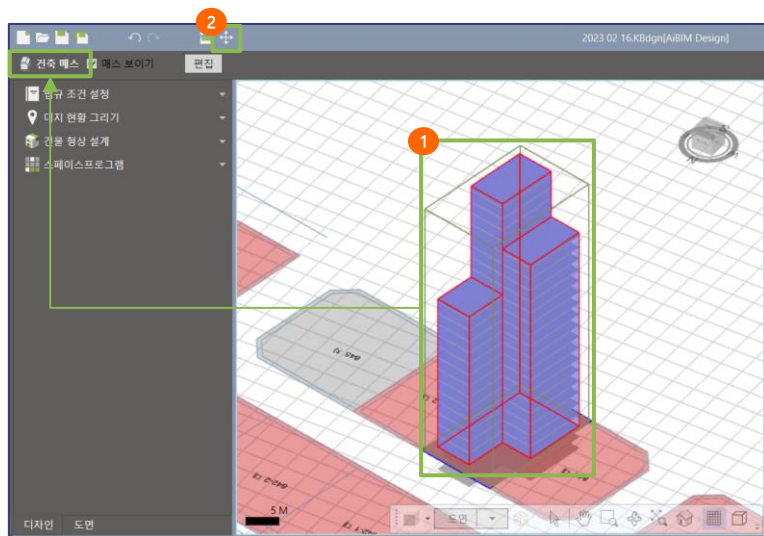 2
2023 02 16.KBdgn[AiBIM Design]
건축 매스 매스 보이기 편집
법규 조건 설정
대지 현황 그리기
건물 형상 설계
스페이스프로그램
1
845 차
5 M
도면
디자인 도면